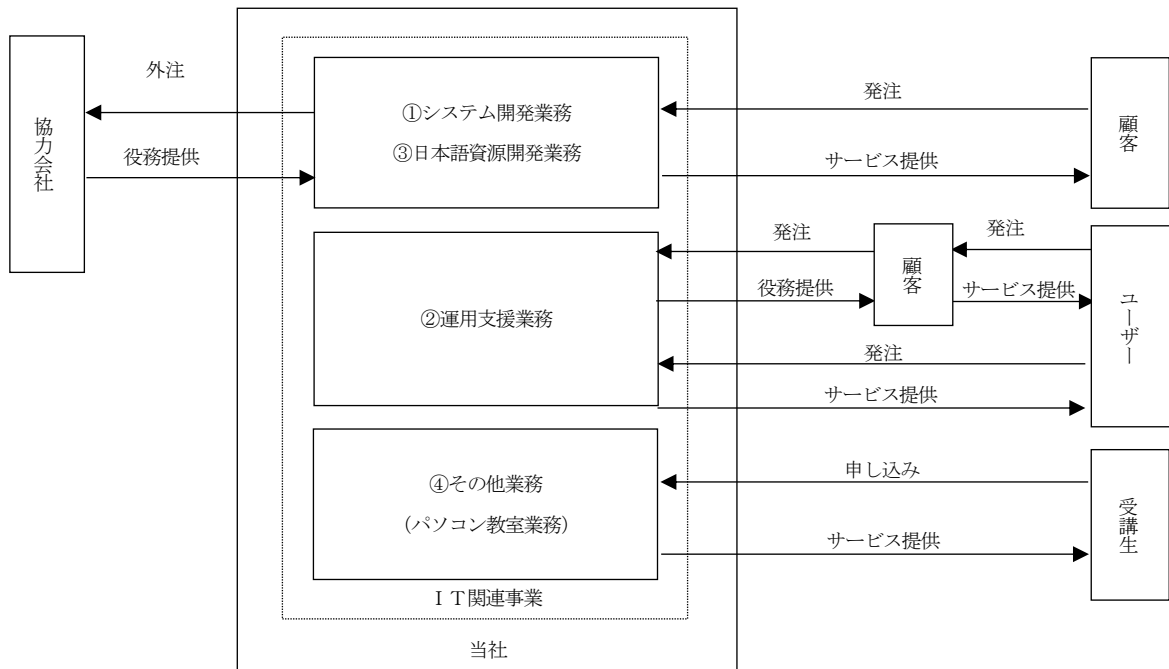 外注
役務提供
協力会社
①システム開発業務
③日本語資源開発業務
発注
サービス提供
顧客
②運用支援業務
発注
役務提供
顧客
発注
サービス提供
発注
サービス提供
ユーザー
④その他業務
（パソコン教室業務）
申し込み
サービス提供
受講生
ＩＴ関連事業
当社